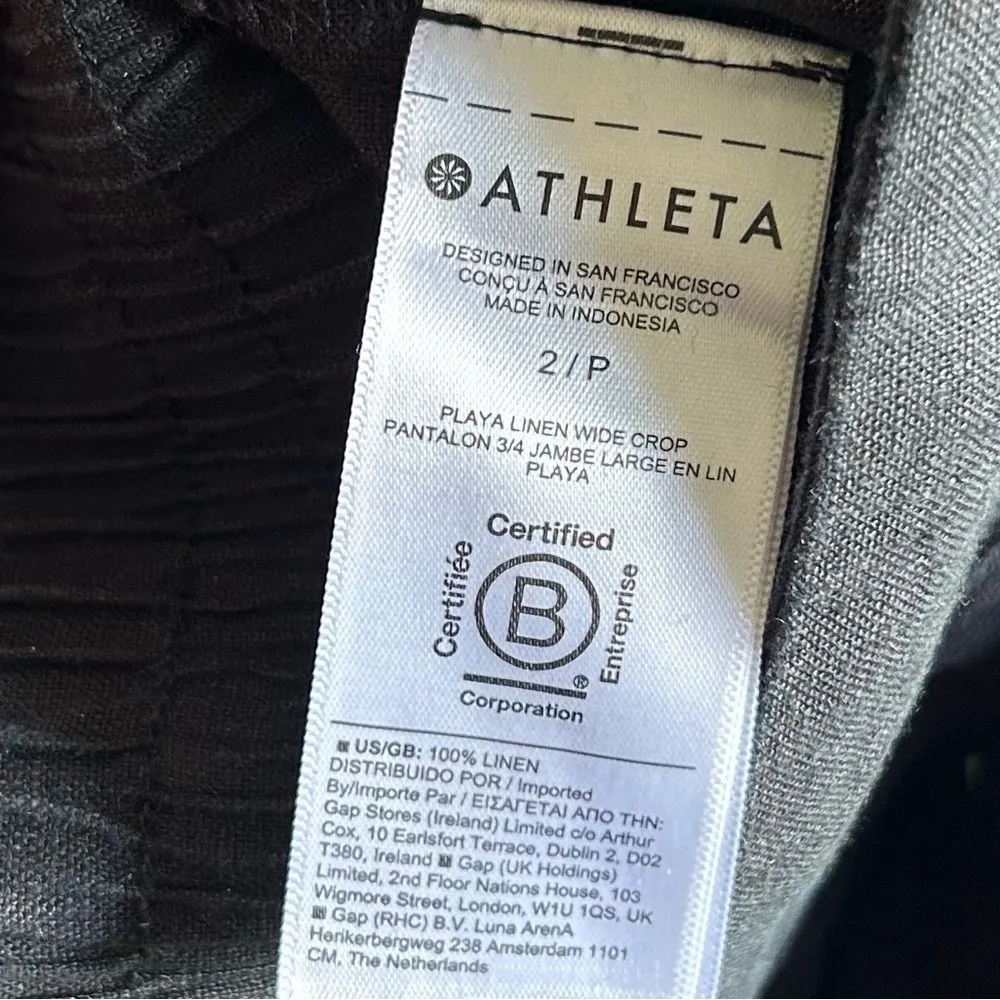 ATHLETA
DESIGNED IN SAN FRANCISCO
CONÇU À SAN FRANCISCO
MADE IN INDONESIA
2 / P
PLAYA LINEN WIDE CROP
PANTALON 3/4 JAMBE LARGE EN LIN
PLAYA
Certified
Certifiée
B
Entreprise
®
Corporation
US/GB: 100% LINEN
DISTRIBUIDO POR / Imported
By/Importe Par / ΕΙΣΑΓΕΤΑΙ ΑΠΟ ΤΗΝ:
Gap Stores (Ireland) Limited c/o Arthur
Cox, 10 Earlsfort Terrace, Dublin 2, D02
T380, Ireland Gap (UK Holdings)
Limited, 2nd Floor Nations House, 103
Wigmore Street, London, W1U 1QS, UK
Gap (RHC) B.V. Luna ArenA
Herikerbergweg 238 Amsterdam 1101
CM, The Netherlands